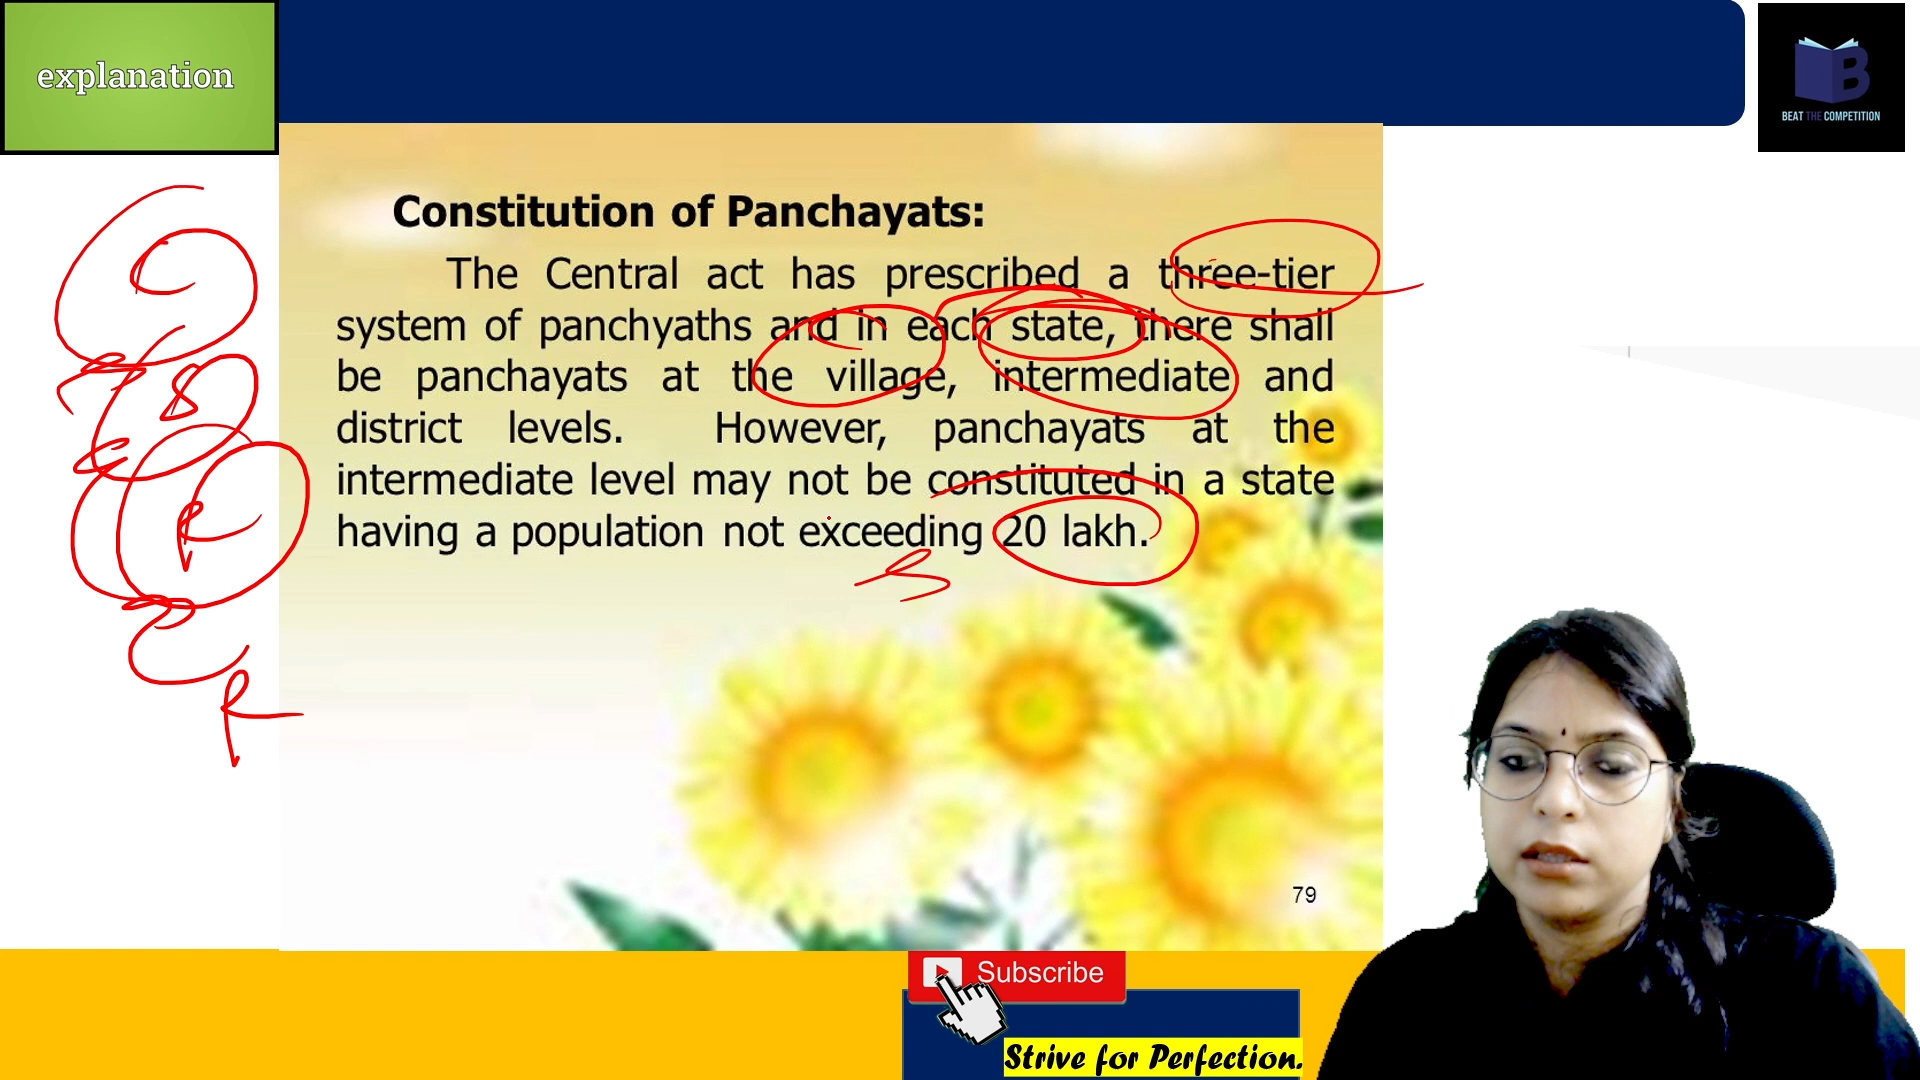 explanation
BEAT THE COMPETITION
Constitution of Panchayats:
The Central act has prescribed a three-tier
system of panchyaths and in each state, there shall
be panchayats at the village, intermediate and
district levels. However, panchayats at the
intermediate level may not be constituted in a state
having a population not exceeding 20 lakh.
79
Subscribe
Strive for Perfection.